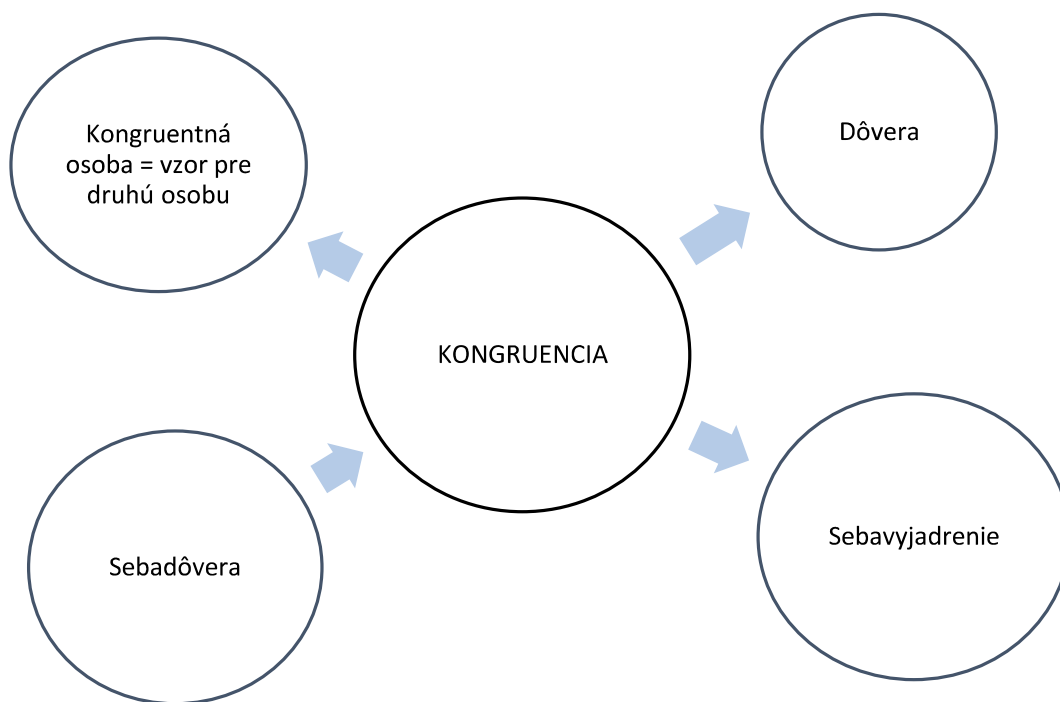 Kongruentná
osoba = vzor pre
druhú osobu
Dôvera
KONGRUENCIA
Sebadôvera
Sebavyjadrenie